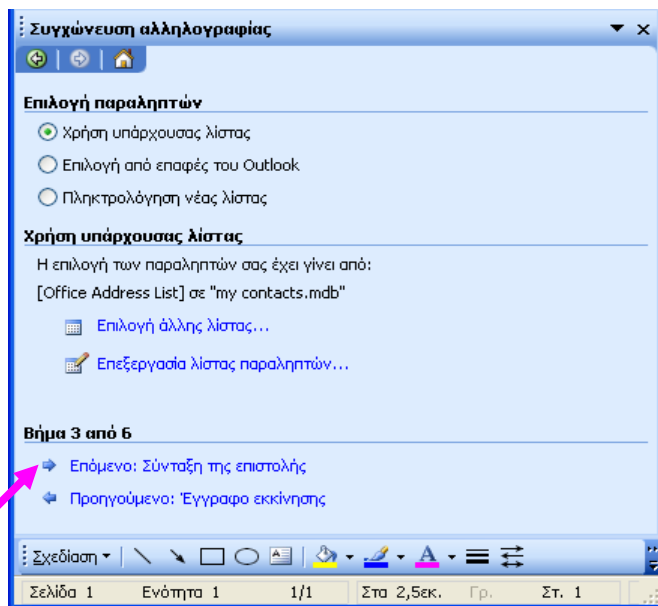 Συγχώνευση αλληλογραφίας
Επιλογή παραληπτών
Χρήση υπάρχουσας λίστας
Επιλογή από επαφές του Outlook
Πληκτρολόγηση νέας λίστας
Χρήση υπάρχουσας λίστας
Η επιλογή των παραληπτών σας έχει γίνει από:
[Office Address List] σε "my contacts.mdb"
Επιλογή άλλης λίστας...
Επεξεργασία λίστας παραληπτών...
Βήμα 3 από 6
Επόμενο: Σύνταξη της επιστολής
Προηγούμενο: Έγγραφο εκκίνησης
Σχεδίαση
Σελίδα 1 Ενότητα 1 1/1 Στα 2,5εκ. Γρ. Στ. 1